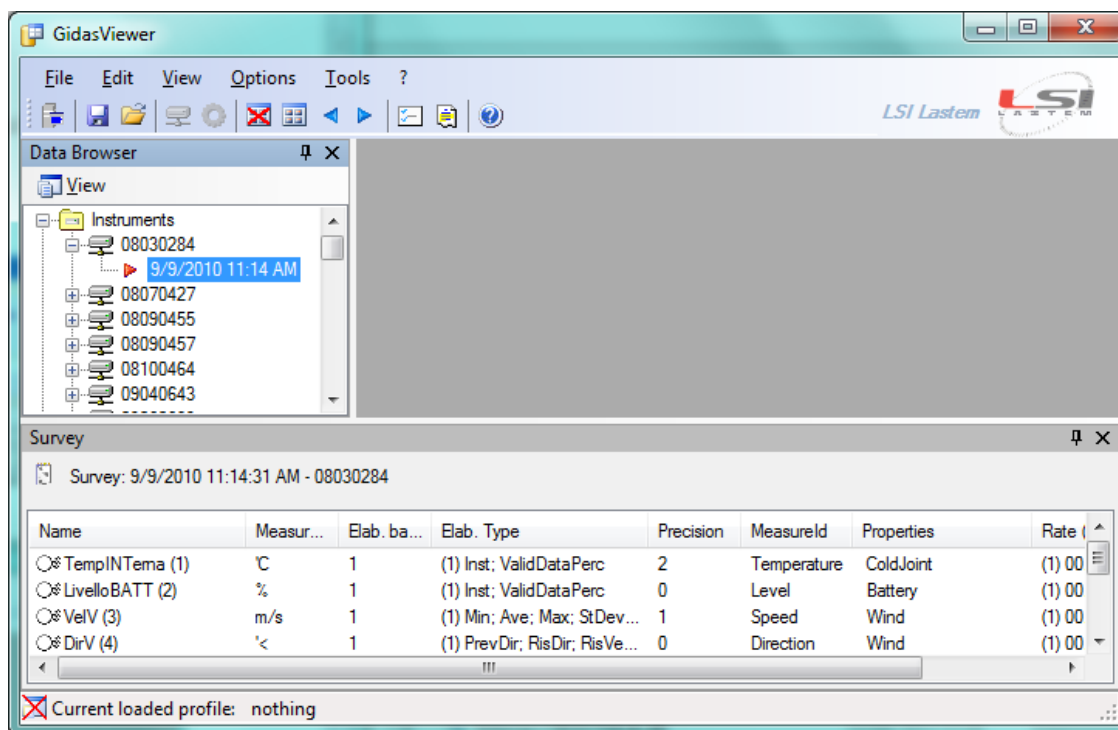 GidasViewer
File Edit View Options Tools ?
LSI Lastem LSI LASTEM
Data Browser
View
Instruments
08030284
9/9/2010 11:14 AM
08070427
08090455
08090457
08100464
09040643
Survey
Survey: 9/9/2010 11:14:31 AM - 08030284
Name Measur... Elab. ba... Elab. Type Precision MeasureId Properties Rate (
TempINTerna (1) °C 1 (1) Inst; ValidDataPerc 2 Temperature ColdJoint (1) 00
LivelloBATT (2) % 1 (1) Inst; ValidDataPerc 0 Level Battery (1) 00
VelV (3) m/s 1 (1) Min; Ave; Max; StDev... 1 Speed Wind (1) 00
DirV (4) °< 1 (1) PrevDir; RisDir; RisVe... 0 Direction Wind (1) 00
Current loaded profile: nothing